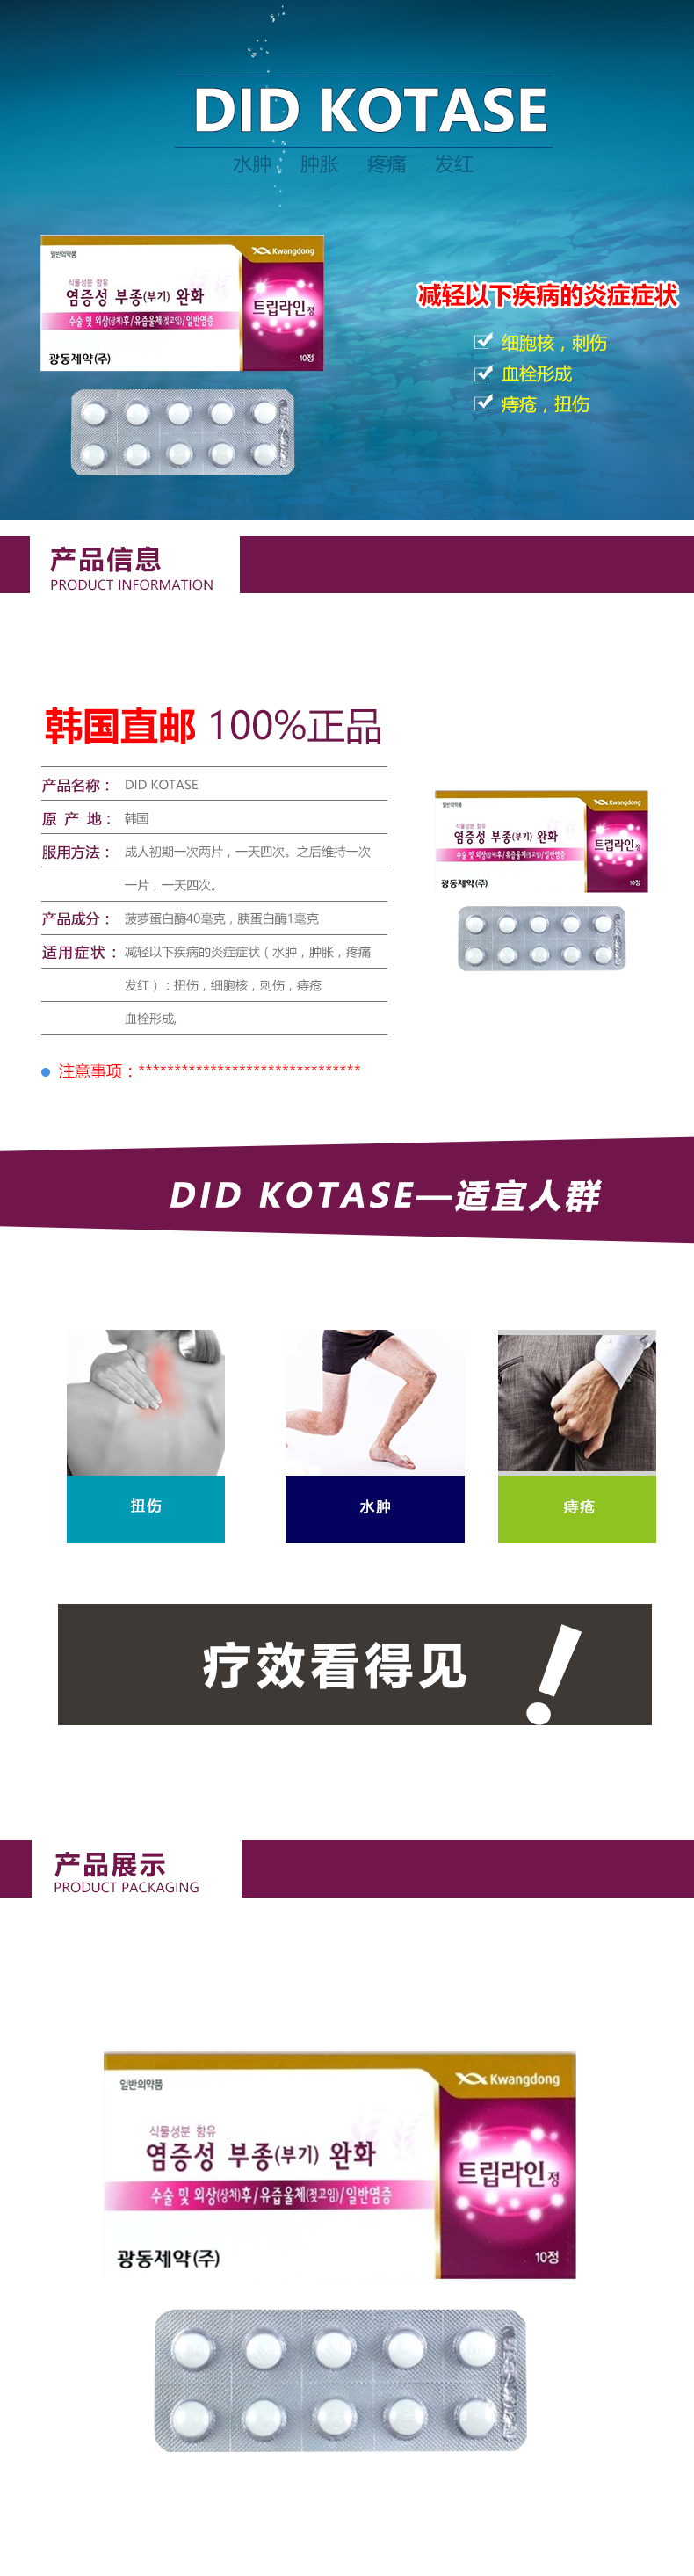 DID KOTASE
水肿 肿胀 疼痛 发红
일반의약품
Kwangdong
식물성분 함유
염증성 부종(부기) 완화
트립라인정
수술 및 외상(장체)후/유즙울체(젖고임)/일반염증
광동제약(주)
10정
减轻以下疾病的炎症症状
细胞核，刺伤
血栓形成
痔疮，扭伤
产品信息
PRODUCT INFORMATION
韩国直邮 100%正品
产品名称： DID KOTASE
原 产 地： 韩国
服用方法： 成人初期一次两片，一天四次。之后维持一次
一片，一天四次。
产品成分： 菠萝蛋白酶40毫克，胰蛋白酶1毫克
适用症状： 减轻以下疾病的炎症症状（水肿，肿胀，疼痛
发红）：扭伤，细胞核，刺伤，痔疮
血栓形成,
일반의약품
Kwangdong
식물성분 함유
염증성 부종(부기) 완화
트립라인정
수술 및 외상(장체)후/유즙울체(젖고임)/일반염증
광동제약(주)
10정
注意事项：*******************************
DID KOTASE—适宜人群
扭伤
水肿
痔疮
疗效看得见！
产品展示
PRODUCT PACKAGING
일반의약품
Kwangdong
식물성분 함유
염증성 부종(부기) 완화
트립라인정
수술 및 외상(장체)후/유즙울체(젖고임)/일반염증
광동제약(주)
10정